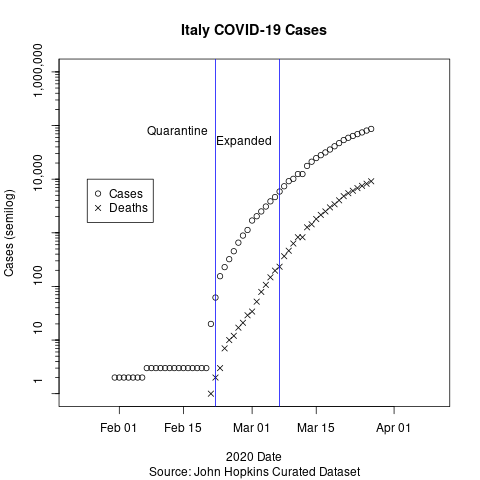 Italy COVID-19 Cases
Quarantine
Expanded
Cases
Deaths
Cases (semilog)
1,000,000
10,000
100
10
1
Feb 01
Feb 15
Mar 01
Mar 15
Apr 01
2020 Date
Source: John Hopkins Curated Dataset